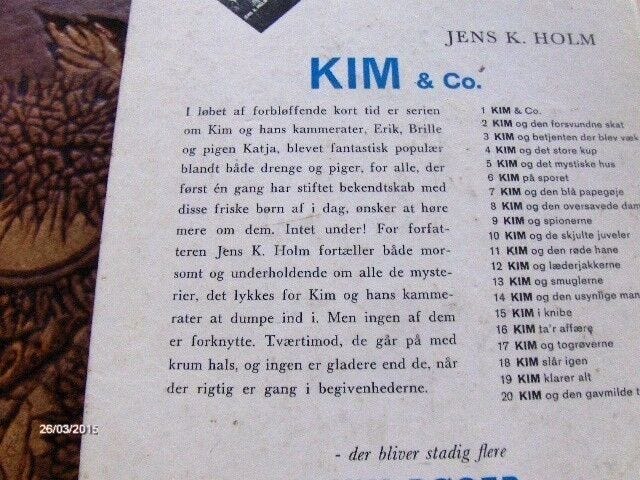 JENS K. HOLM
KIM & Co.
I løbet af forbløffende kort tid er serien
om Kim og hans kammerater, Erik, Brille
og pigen Katja, blevet fantastisk populær
blandt både drenge og piger, for alle, der
først én gang har stiftet bekendtskab med
disse friske børn af i dag, ønsker at høre
mere om dem. Intet under! For forfat-
teren Jens K. Holm fortæller både mor-
somt og underholdende om alle de myste-
rier, det lykkes for Kim og hans kamme-
rater at dumpe ind i. Men ingen af dem
er forknytte. Tværtimod, de går på med
krum hals, og ingen er gladere end de, når
der rigtig er gang i begivenhederne.
1 KIM & Co.
2 KIM og den forsvundne skat
3 KIM og betjenten der blev væk
4 KIM og det store kup
5 KIM og det mystiske hus
6 KIM på sporet
7 KIM og den blå papegøje
8 KIM og den oversavede dam
9 KIM og spionerne
10 KIM og de skjulte juveler
11 KIM og den røde hane
12 KIM og læderjakkerne
13 KIM og smuglerne
14 KIM og den usynlige man
15 KIM i knibe
16 KIM ta'r affære
17 KIM og togrøverne
18 KIM slår igen
19 KIM klarer alt
20 KIM og den gavmilde t
- der bliver stadig flere
26/03/2015